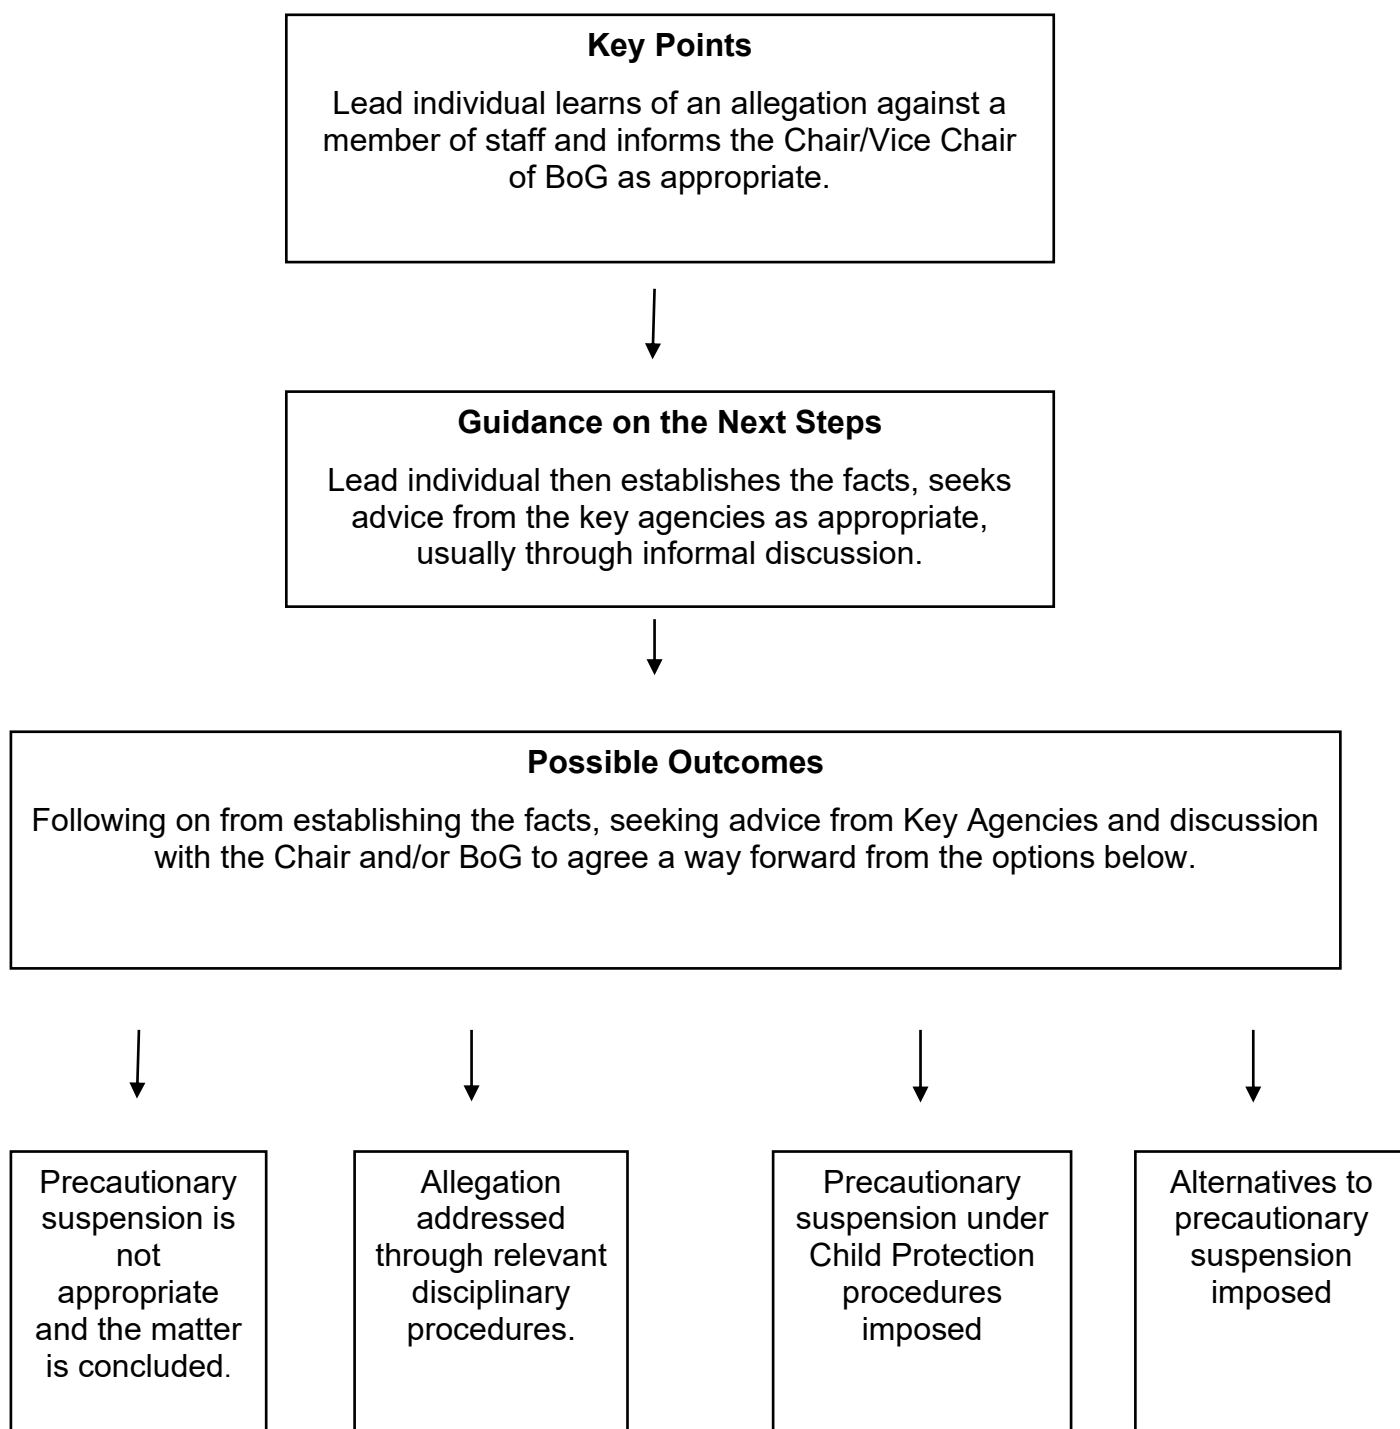 Key Points
Lead individual learns of an allegation against a
member of staff and informs the Chair/Vice Chair
of BoG as appropriate.
Guidance on the Next Steps
Lead individual then establishes the facts, seeks
advice from the key agencies as appropriate,
usually through informal discussion.
Possible Outcomes
Following on from establishing the facts, seeking advice from Key Agencies and discussion
with the Chair and/or BoG to agree a way forward from the options below.
Precautionary
suspension is
not
appropriate
and the matter
is concluded.
Allegation
addressed
through relevant
disciplinary
procedures.
Precautionary
suspension under
Child Protection
procedures
imposed
Alternatives to
precautionary
suspension
imposed